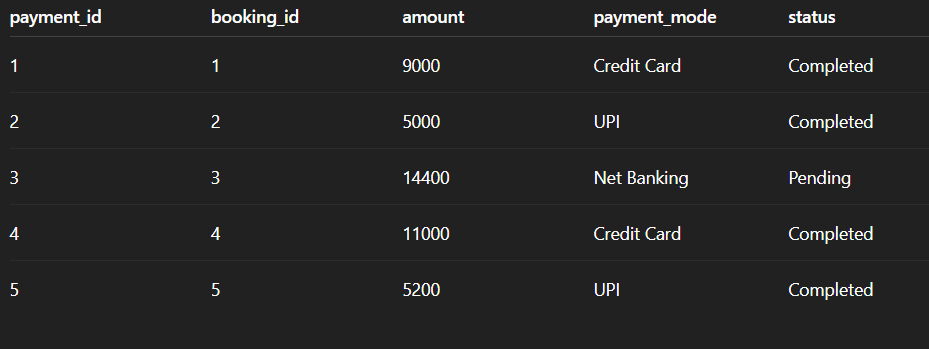 payment_id booking_id amount payment_mode status
1 1 9000 Credit Card Completed
2 2 5000 UPI Completed
3 3 14400 Net Banking Pending
4 4 11000 Credit Card Completed
5 5 5200 UPI Completed